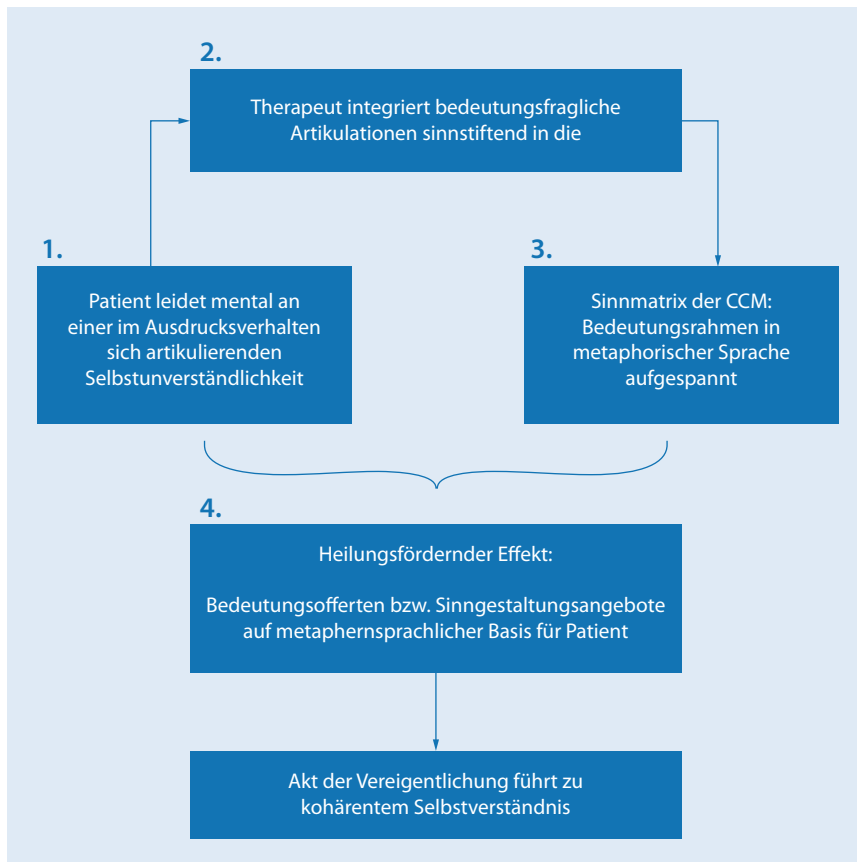 2.
Therapeut integriert bedeutungsfragliche
Artikulationen sinnstiftend in die
1.
Patient leidet mental an
einer im Ausdrucksverhalten
sich artikulierenden
Selbstunverständlichkeit
3.
Sinnmatrix der CCM:
Bedeutungsrahmen in
metaphorischer Sprache
aufgespannt
4.
Heilungsfördernder Effekt:
Bedeutungsofferten bzw. Sinngestaltungsangebote
auf metaphernsprachlicher Basis für Patient
Akt der Vereigentlichung führt zu
kohärentem Selbstverständnis